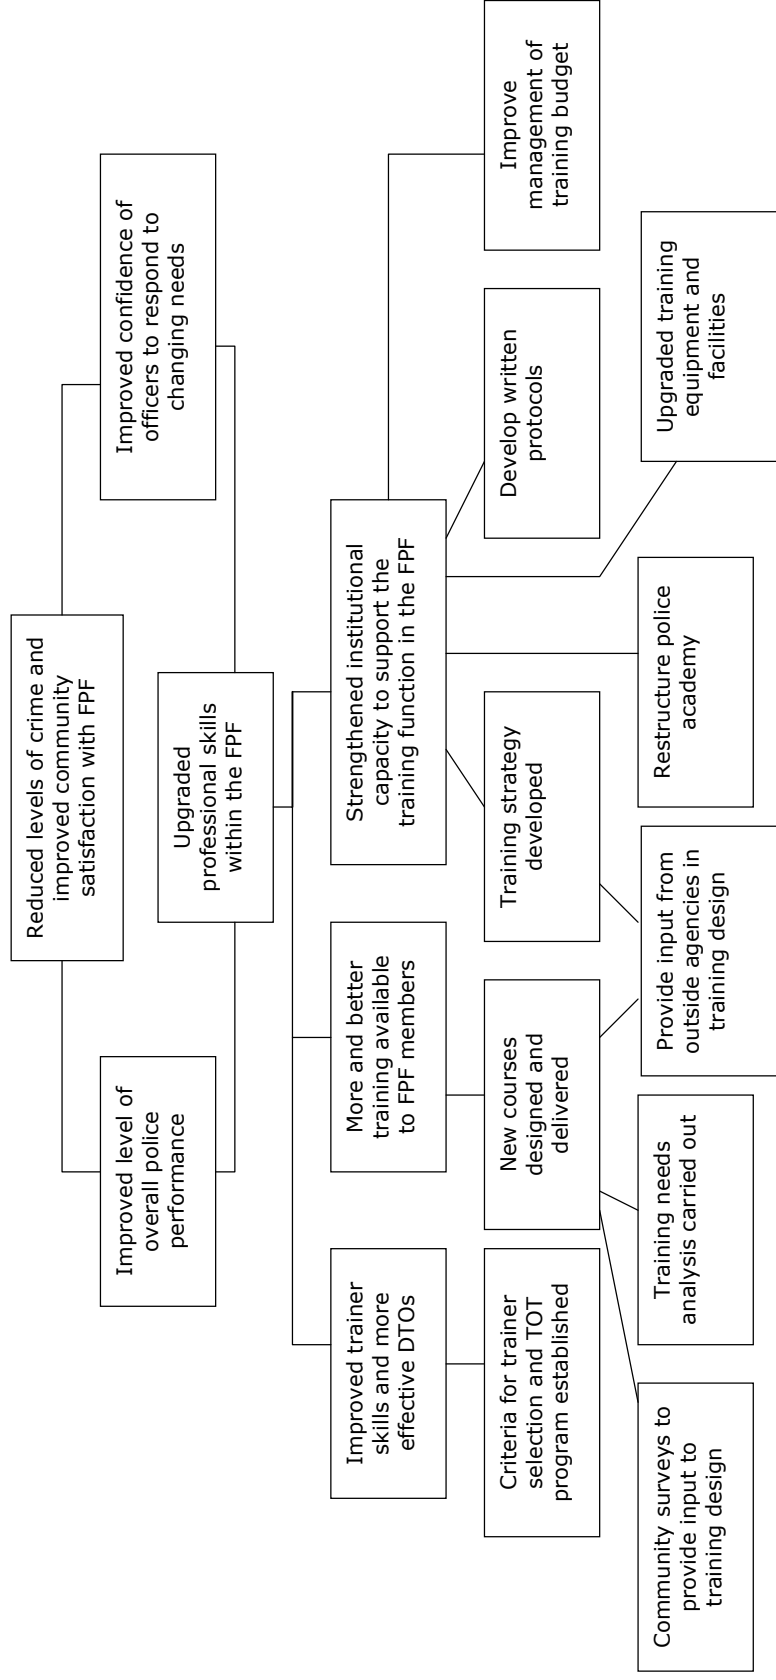 Reduced levels of crime and
improved community
satisfaction with FPF
Improved level of
overall police
performance
Improved confidence of
officers to respond to
changing needs
Upgraded
professional skills
within the FPF
Improved trainer
skills and more
effective DTOs
More and better
training available
to FPF members
Strengthened institutional
capacity to support the
training function in the FPF
Criteria for trainer
selection and TOT
program established
New courses
designed and
delivered
Training strategy
developed
Develop written
protocols
Improve
management of
training budget
Community surveys to
provide input to
training design
Training needs
analysis carried out
Provide input from
outside agencies in
training design
Restructure police
academy
Upgraded training
equipment and
facilities